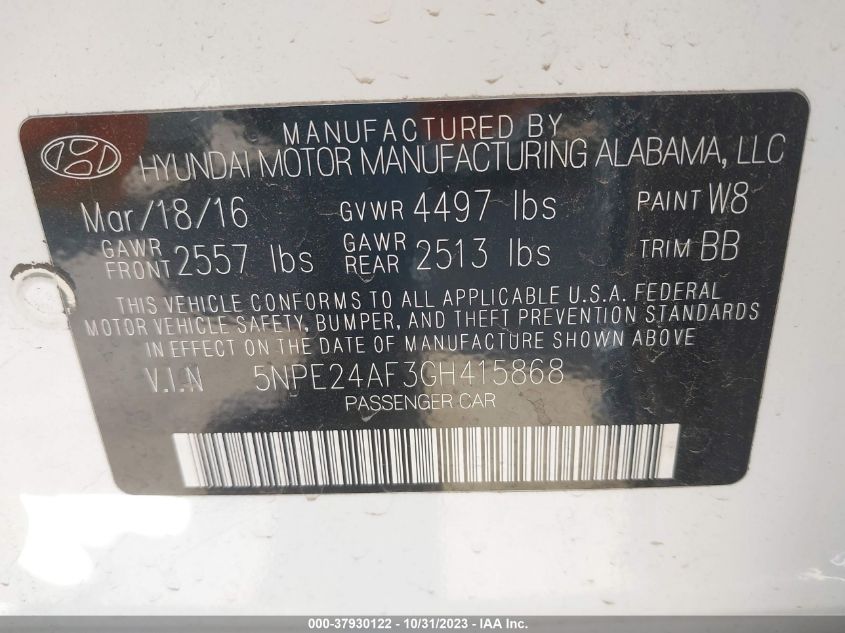 MANUFACTURED BY
HYUNDAI MOTOR MANUFACTURING ALABAMA, LLC
Mar/18/16 GVWR 4497 lbs PAINT W8
GAWR FRONT 2557 lbs GAWR REAR 2513 lbs TRIM BB
THIS VEHICLE CONFORMS TO ALL APPLICABLE U.S.A. FEDERAL
MOTOR VEHICLE SAFETY, BUMPER, AND THEFT PREVENTION STANDARDS
IN EFFECT ON THE DATE OF MANUFACTURE SHOWN ABOVE
V.I.N 5NPE24AF3GH415868
PASSENGER CAR
000-37930122 - 10/31/2023 - IAA Inc.